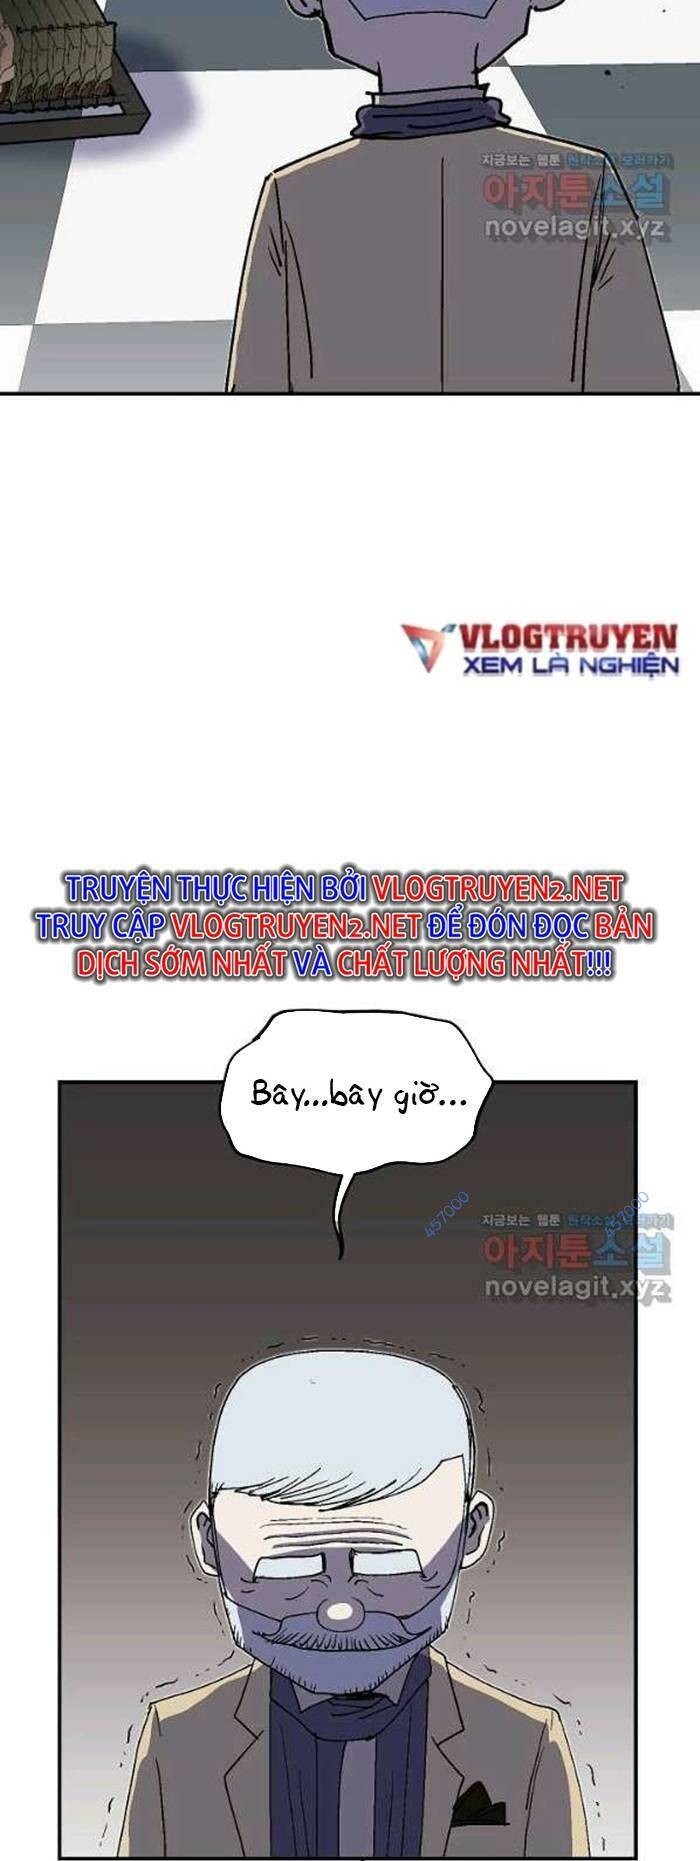 지금보는 웹툰 원작소설 보러가기
아지툰소설
novelagit.xyz
VLOGTRUYEN
XEM LÀ NGHIỆN
TRUYỆN THỰC HIỆN BỞI VLOGTRUYEN2.NET
TRUY CẬP VLOGTRUYEN2.NET ĐỂ ĐÓN ĐỌC BẢN
DỊCH SỚM NHẤT VÀ CHẤT LƯỢNG NHẤT!!!
Bây...bây giờ...
457000
457000
지금보는 웹툰 원작소설 보러가기
아지툰소설
novelagit.xyz